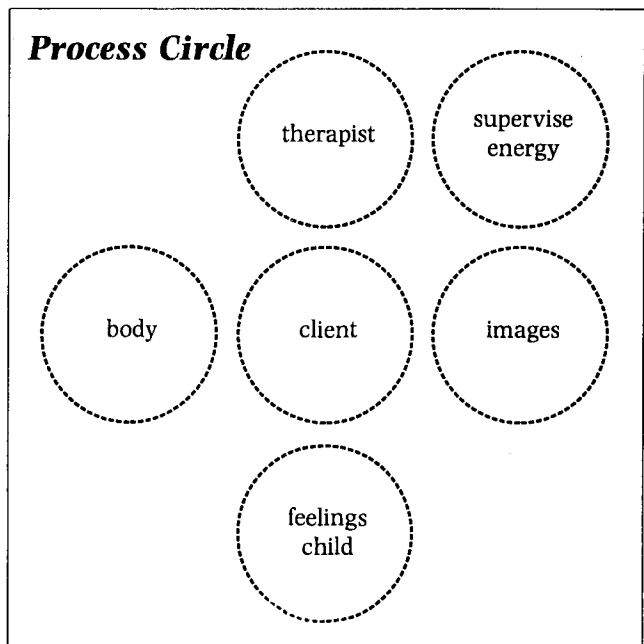 Process Circle
therapist
supervise
energy
body
client
images
feelings
child